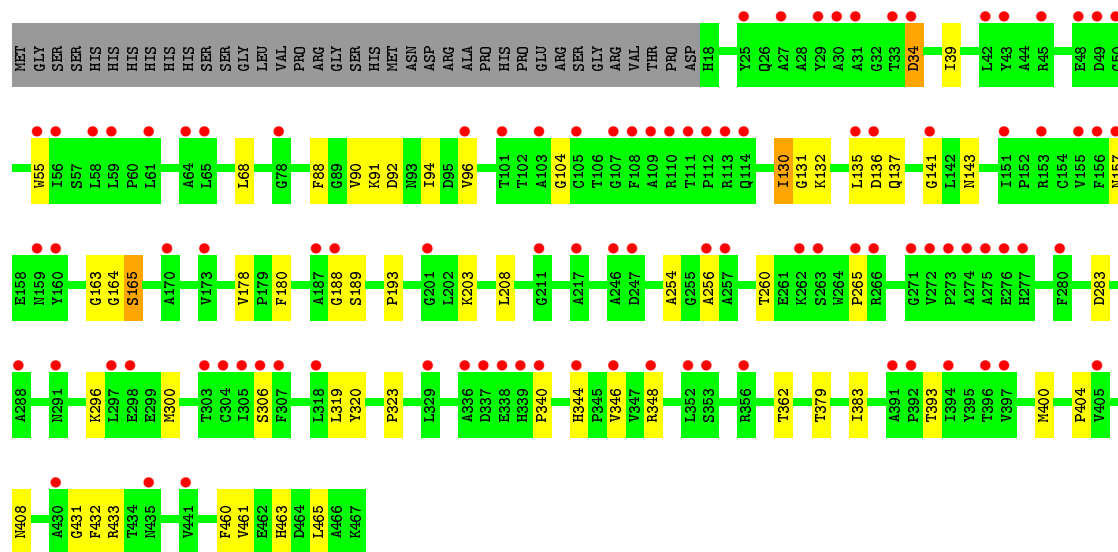 MET GLY SER SER HIS HIS HIS HIS HIS HIS SER SER GLY LEU VAL PRO ARG GLY SER HIS MET ASN ASP ARG ALA PRO HIS PRO GLU ARG SER GLY ARG VAL THR PRO ASP H18 Y25 Q26 A27 A28 Y29 A30 A31 G32 T33 D34 I39 L42 Y43 A44 R45 E48 D49 G50
W55 I56 S57 L58 L59 P60 L61 A64 L65 L68 G78 F88 G89 V90 K91 D92 N93 I94 D95 V96 T101 T102 A103 G104 C105 T106 G107 F108 A109 R110 T111 P112 R113 Q114 I130 G131 K132 L135 D136 Q137 G141 L142 N143 I151 P152 R153 C154 V155 F156 N157
E158 N159 Y160 G163 G164 S165 A170 V173 V178 P179 F180 A187 G188 S189 P193 G201 L202 K203 L208 G211 A217 A246 D247 A254 G255 A256 A257 T260 E261 K262 S263 W264 P265 R266 G271 V272 P273 A274 A275 E276 H277 F280 D283
A288 N291 K296 L297 E298 E299 M300 T303 C304 I305 S306 F307 L318 L319 Y320 P323 L329 A336 D337 E338 H339 P340 H344 P345 V346 V347 R348 L352 S353 R356 T362 T379 I383 A391 P392 T393 I394 Y395 T396 V397 M400 P404 V405
N408 A430 G431 F432 R433 T434 N435 V441 F460 V461 E462 H463 D464 L465 A466 K467